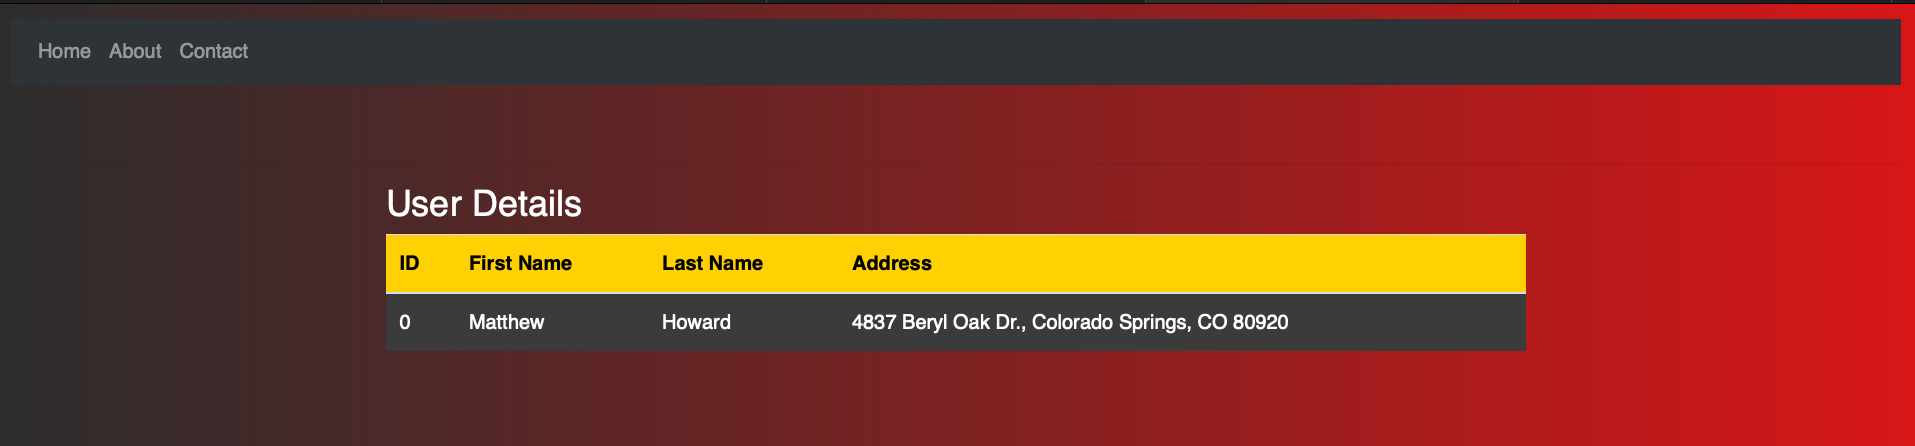 Home About Contact
User Details
ID First Name Last Name Address
0 Matthew Howard 4837 Beryl Oak Dr., Colorado Springs, CO 80920